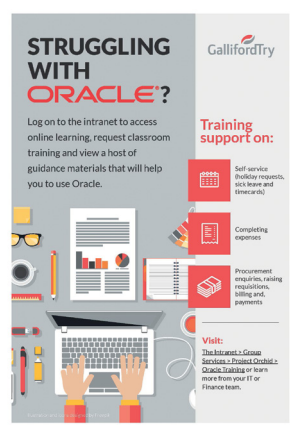 STRUGGLING
WITH
ORACLE®?
Log on to the intranet to access
online learning, request classroom
training and view a host of
guidance materials that will help
you to use Oracle.
GallifordTry
Training
support on:
Self-service
(holiday requests,
sick leave and
timecards)
Completing
expenses
Procurement
enquiries, raising
requisitions,
billing and,
payments
Visit:
The Intranet > Group
Services > Project Orchid >
Oracle Training or learn
more from your IT or
Finance team.